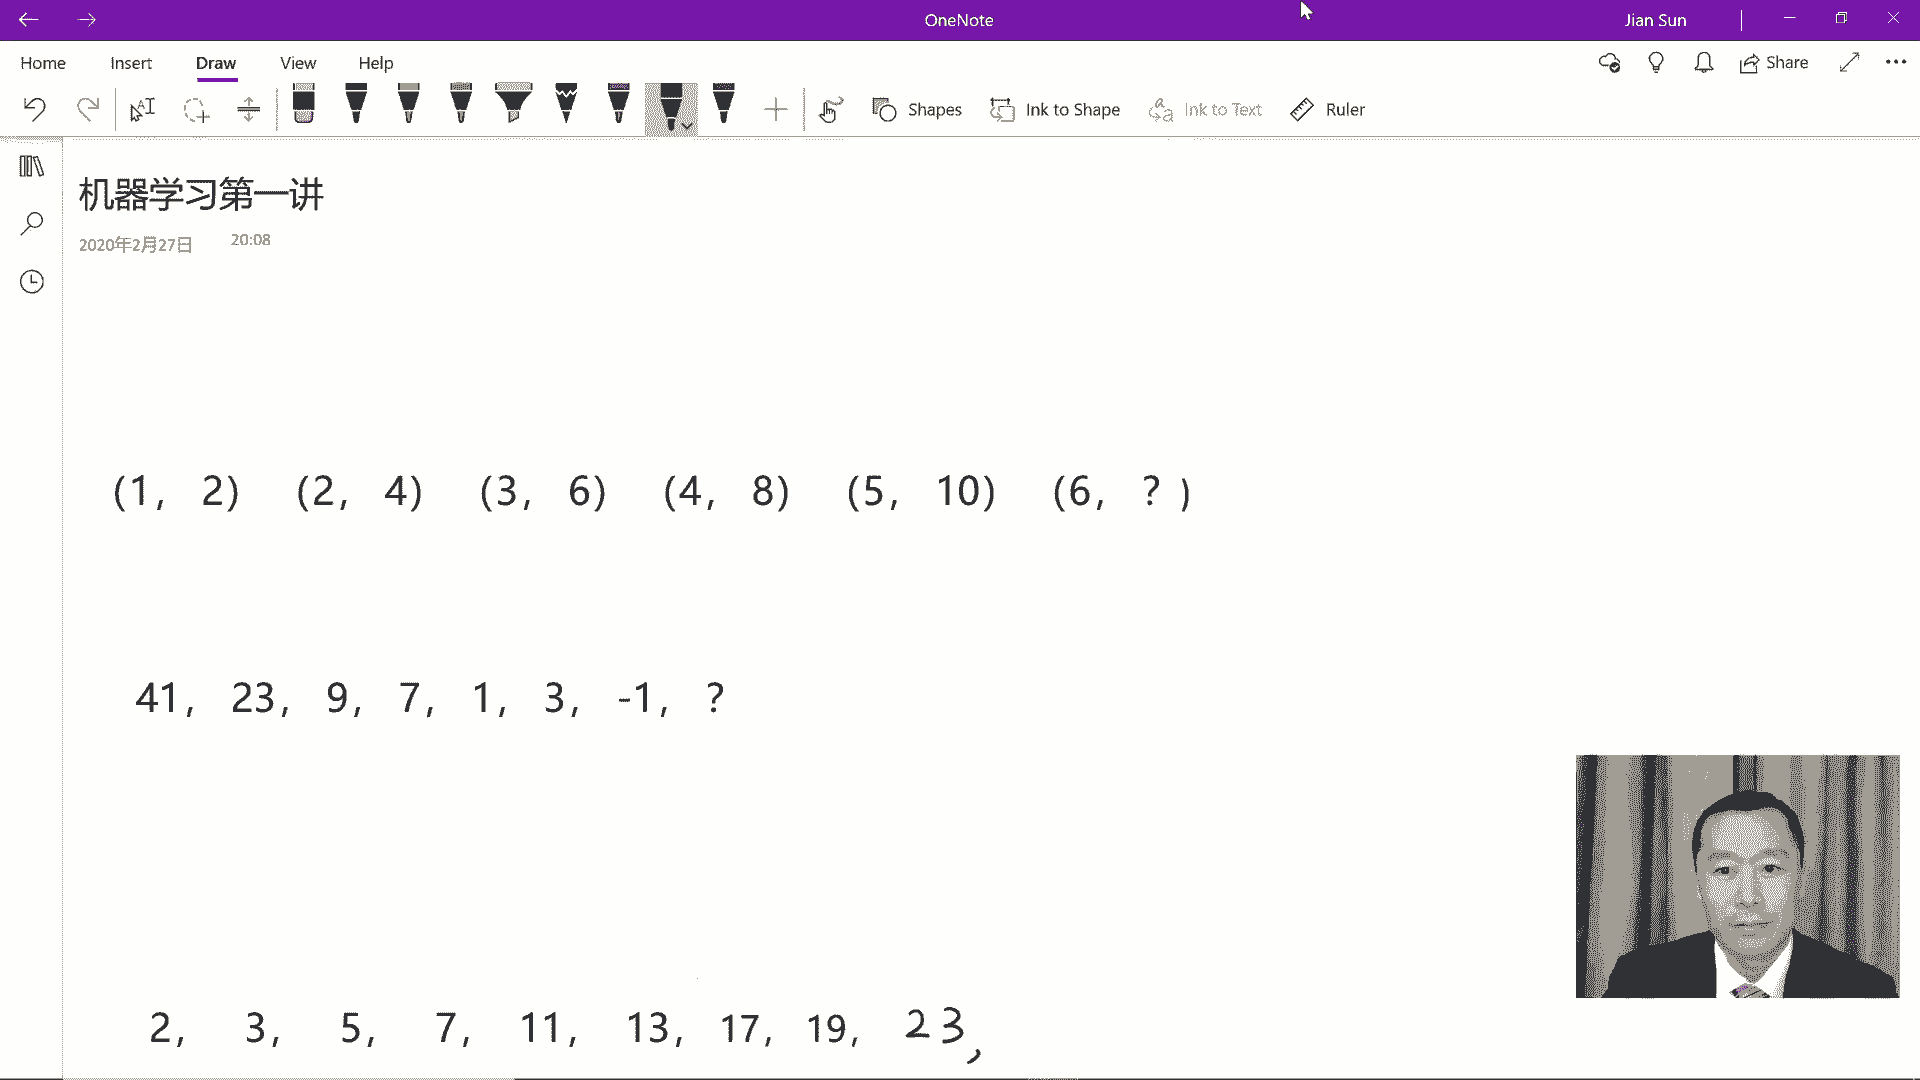 OneNote
Jian Sun
Home Insert Draw View Help
Share
Shapes Ink to Shape Ink to Text Ruler
机器学习第一讲
2020年2月27日 20:08
(1, 2) (2, 4) (3, 6) (4, 8) (5, 10) (6, ? )
41, 23, 9, 7, 1, 3, -1, ?
2, 3, 5, 7, 11, 13, 17, 19, 23,